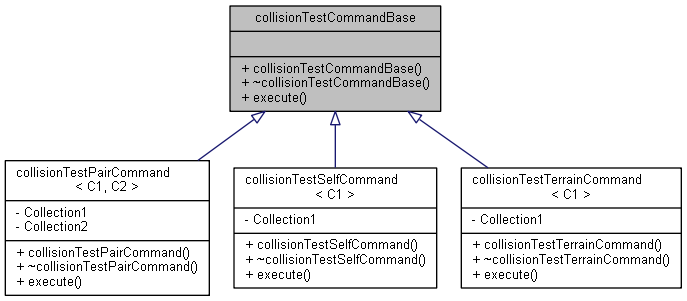 collisionTestCommandBase
+ collisionTestCommandBase()
+ ~collisionTestCommandBase()
+ execute()
collisionTestPairCommand
< C1, C2 >
- Collection1
- Collection2
+ collisionTestPairCommand()
+ ~collisionTestPairCommand()
+ execute()
collisionTestSelfCommand
< C1 >
- Collection1
+ collisionTestSelfCommand()
+ ~collisionTestSelfCommand()
+ execute()
collisionTestTerrainCommand
< C1 >
- Collection1
+ collisionTestTerrainCommand()
+ ~collisionTestTerrainCommand()
+ execute()